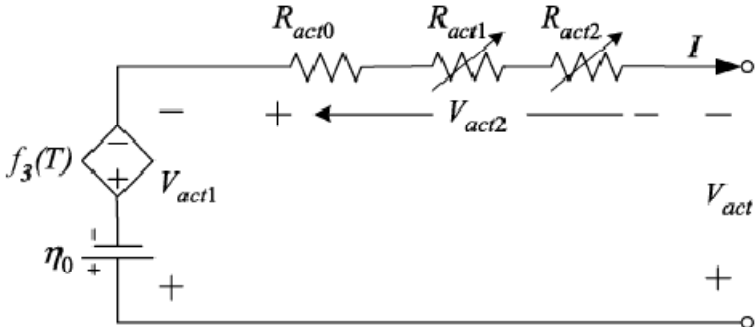 R_act0 R_act1 R_act2
I
− + V_act2 − −
− +
f_3(T)
V_act1
V_act
η_0
− +
+
+